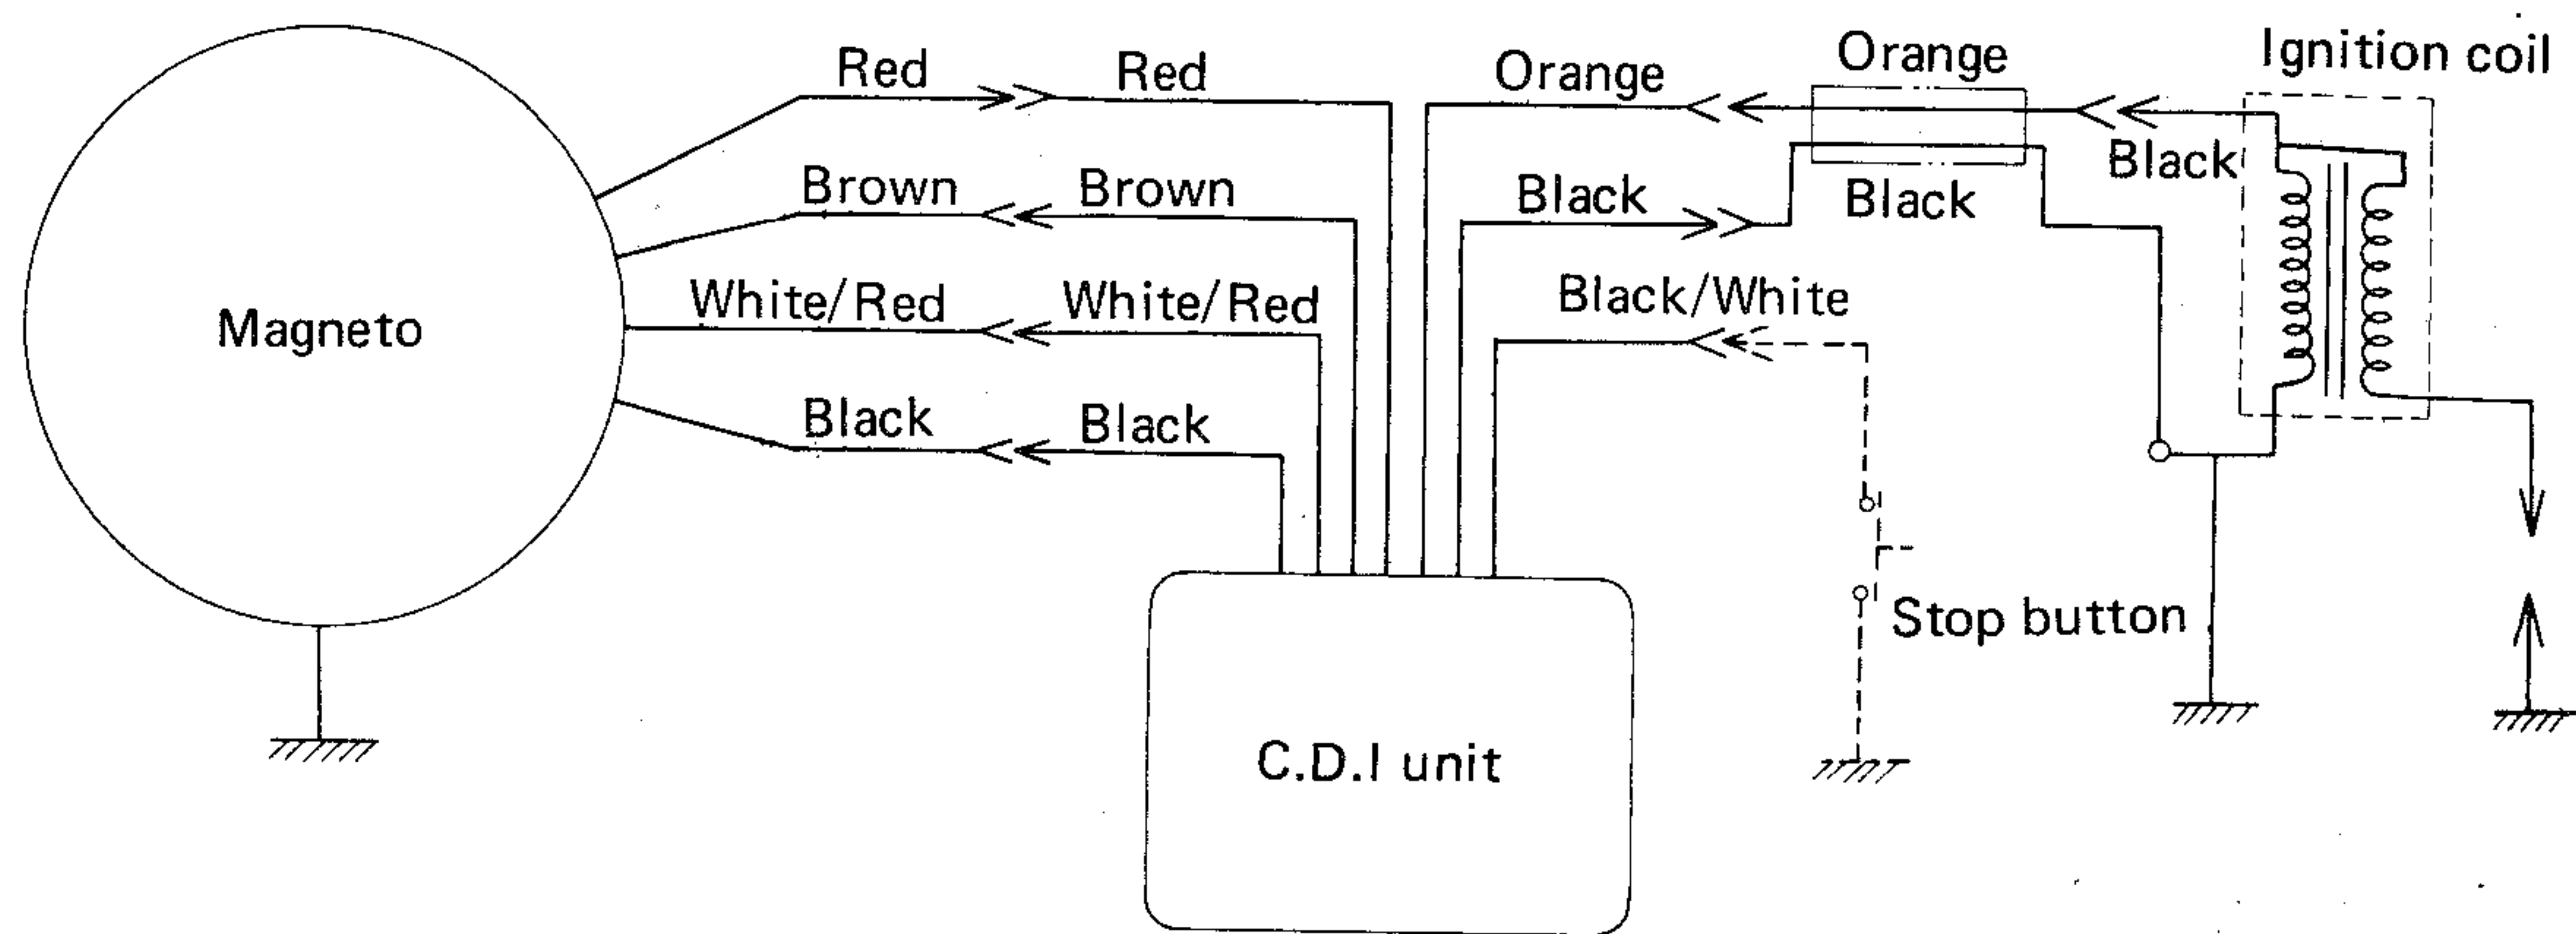 Red
Red
Orange
Orange
Ignition coil
Brown
Brown
Black
Black
Black
White/Red
White/Red
Black/White
Magneto
Black
Black
Stop button
C.D.I unit